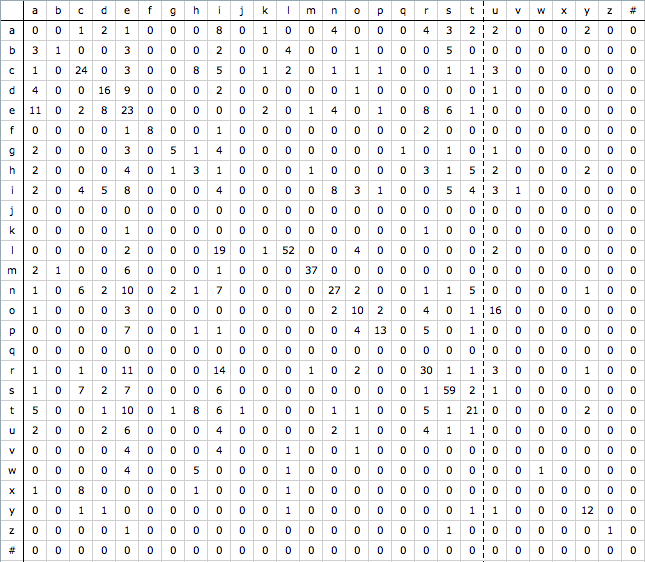 a b c d e f g h i j k l m n o p q r s t u v w x y z #
a 0 0 1 2 1 0 0 0 8 0 1 0 0 4 0 0 0 4 3 2 2 0 0 0 2 0 0
b 3 1 0 0 3 0 0 0 2 0 0 4 0 0 1 0 0 0 5 0 0 0 0 0 0 0 0
c 1 0 24 0 3 0 0 8 5 0 1 2 0 1 1 1 0 0 1 1 3 0 0 0 0 0 0
d 4 0 0 16 9 0 0 0 2 0 0 0 0 0 1 0 0 0 0 0 1 0 0 0 0 0 0
e 11 0 2 8 23 0 0 0 0 0 2 0 1 4 0 1 0 8 6 1 0 0 0 0 0 0 0
f 0 0 0 0 1 8 0 0 1 0 0 0 0 0 0 0 0 2 0 0 0 0 0 0 0 0 0
g 2 0 0 0 3 0 5 1 4 0 0 0 0 0 0 0 1 0 1 0 1 0 0 0 0 0 0
h 2 0 0 0 4 0 1 3 1 0 0 0 1 0 0 0 0 3 1 5 2 0 0 0 2 0 0
i 2 0 4 5 8 0 0 0 4 0 0 0 0 8 3 1 0 0 5 4 3 1 0 0 0 0 0
j 0 0 0 0 0 0 0 0 0 0 0 0 0 0 0 0 0 0 0 0 0 0 0 0 0 0 0
k 0 0 0 0 1 0 0 0 0 0 0 0 0 0 0 0 0 1 0 0 0 0 0 0 0 0 0
l 0 0 0 0 2 0 0 0 19 0 1 52 0 0 4 0 0 0 0 0 2 0 0 0 0 0 0
m 2 1 0 0 6 0 0 0 1 0 0 0 37 0 0 0 0 0 0 0 0 0 0 0 0 0 0
n 1 0 6 2 10 0 2 1 7 0 0 0 0 27 2 0 0 1 1 5 0 0 0 0 1 0 0
o 1 0 0 0 3 0 0 0 0 0 0 0 0 2 10 2 0 4 0 1 16 0 0 0 0 0 0
p 0 0 0 0 7 0 0 1 1 0 0 0 0 0 4 13 0 5 0 1 0 0 0 0 0 0 0
q 0 0 0 0 0 0 0 0 0 0 0 0 0 0 0 0 0 0 0 0 0 0 0 0 0 0 0
r 1 0 1 0 11 0 0 0 14 0 0 0 1 0 2 0 0 30 1 1 3 0 0 0 1 0 0
s 1 0 7 2 7 0 0 0 6 0 0 0 0 0 0 0 0 1 59 2 1 0 0 0 0 0 0
t 5 0 0 1 10 0 1 8 6 1 0 0 0 1 1 0 0 5 1 21 0 0 0 0 2 0 0
u 2 0 0 2 6 0 0 0 4 0 0 0 0 2 1 0 0 4 1 1 0 0 0 0 0 0 0
v 0 0 0 0 4 0 0 0 4 0 0 1 0 0 1 0 0 0 0 0 0 0 0 0 0 0 0
w 0 0 0 0 4 0 0 5 0 0 0 1 0 0 0 0 0 0 0 0 0 0 1 0 0 0 0
x 1 0 8 0 0 0 0 1 0 0 0 1 0 0 0 0 0 0 0 0 0 0 0 0 0 0 0
y 0 0 1 1 0 0 0 0 0 0 0 1 0 0 0 0 0 0 0 1 1 0 0 0 12 0 0
z 0 0 0 0 1 0 0 0 0 0 0 0 0 0 0 0 0 0 1 0 0 0 0 0 0 1 0
# 0 0 0 0 0 0 0 0 0 0 0 0 0 0 0 0 0 0 0 0 0 0 0 0 0 0 0